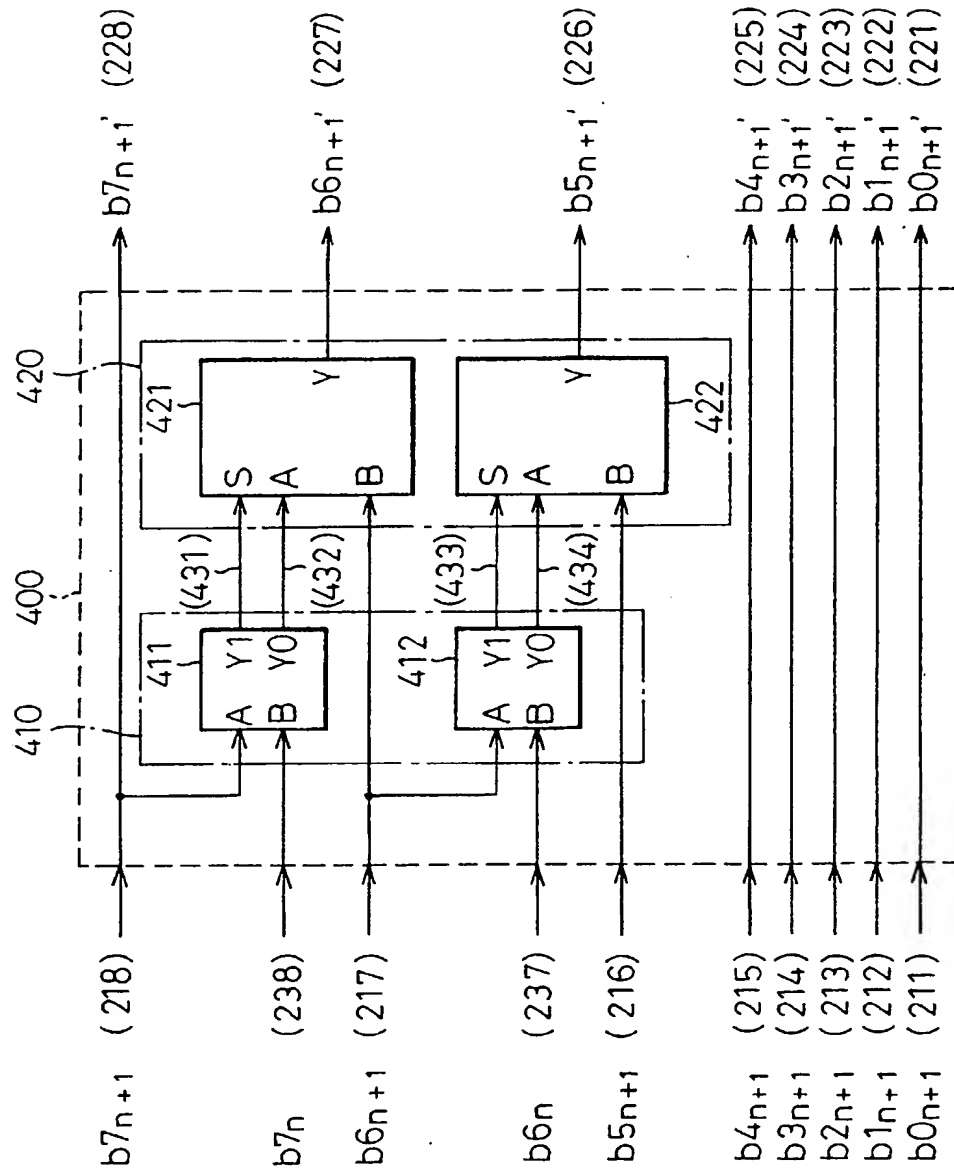 400
410
420
b7n+1 (218)
b7n+1' (228)
411
A Y1
B Y0
(431)
(432)
421
S
A
B
Y
b7n (238)
b6n+1 (217)
b6n+1' (227)
412
A Y1
B Y0
(433)
(434)
S
A
B
Y
422
b6n (237)
b5n+1 (216)
b5n+1' (226)
b4n+1 (215)
b4n+1' (225)
b3n+1 (214)
b3n+1' (224)
b2n+1 (213)
b2n+1' (223)
b1n+1 (212)
b1n+1' (222)
b0n+1 (211)
b0n+1' (221)